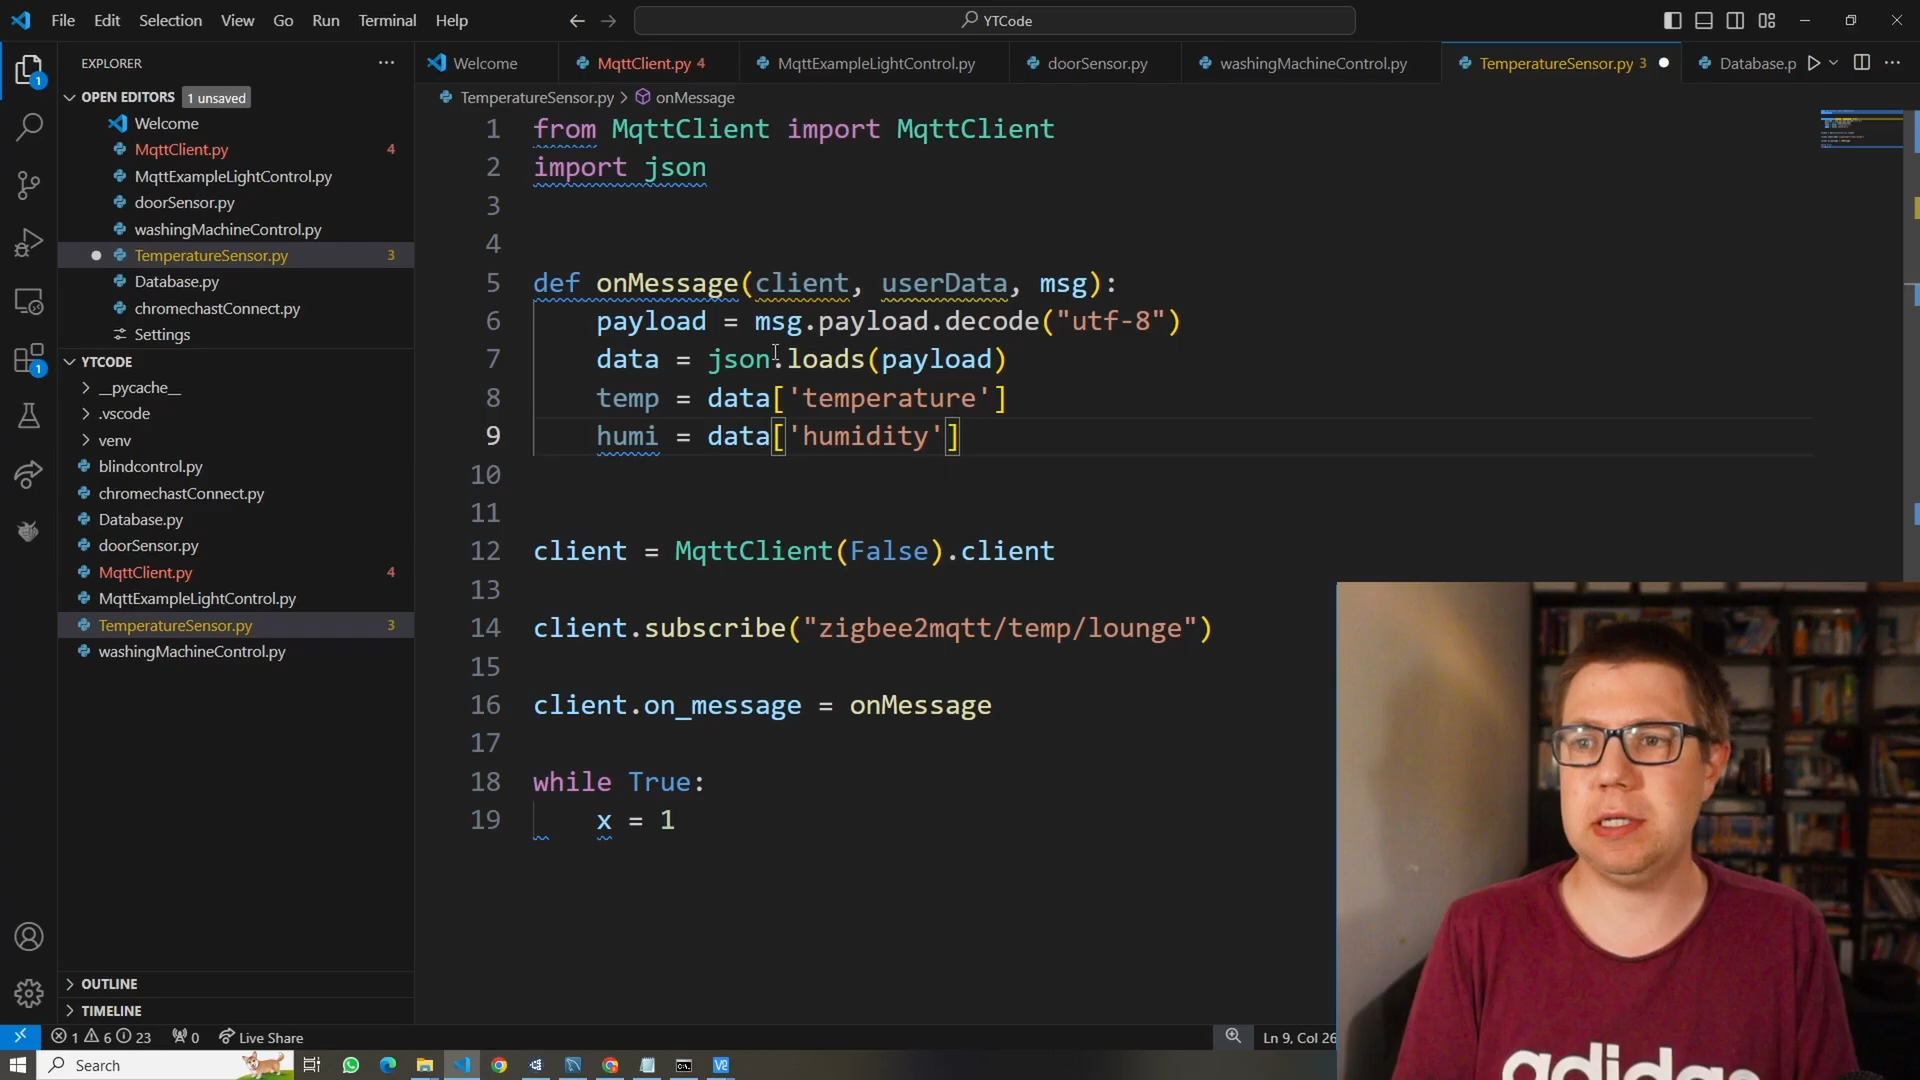 File Edit Selection View Go Run Terminal Help
YTCode
EXPLORER
OPEN EDITORS 1 unsaved
Welcome
MqttClient.py 4
MqttExampleLightControl.py
doorSensor.py
washingMachineControl.py
TemperatureSensor.py 3
Database.py
chromechastConnect.py
Settings
YTCODE
__pycache__
.vscode
venv
blindcontrol.py
chromechastConnect.py
Database.py
doorSensor.py
MqttClient.py 4
MqttExampleLightControl.py
TemperatureSensor.py 3
washingMachineControl.py
OUTLINE
TIMELINE
Welcome MqttClient.py 4 MqttExampleLightControl.py doorSensor.py washingMachineControl.py TemperatureSensor.py 3 Database.p
TemperatureSensor.py > onMessage
1 from MqttClient import MqttClient
2 import json
3
4
5 def onMessage(client, userData, msg):
6 payload = msg.payload.decode("utf-8")
7 data = json.loads(payload)
8 temp = data['temperature']
9 humi = data['humidity']
10
11
12 client = MqttClient(False).client
13
14 client.subscribe("zigbee2mqtt/temp/lounge")
15
16 client.on_message = onMessage
17
18 while True:
19 x = 1
1
1
adidas
1 6 23 0 Live Share
Ln 9, Col 26
Search